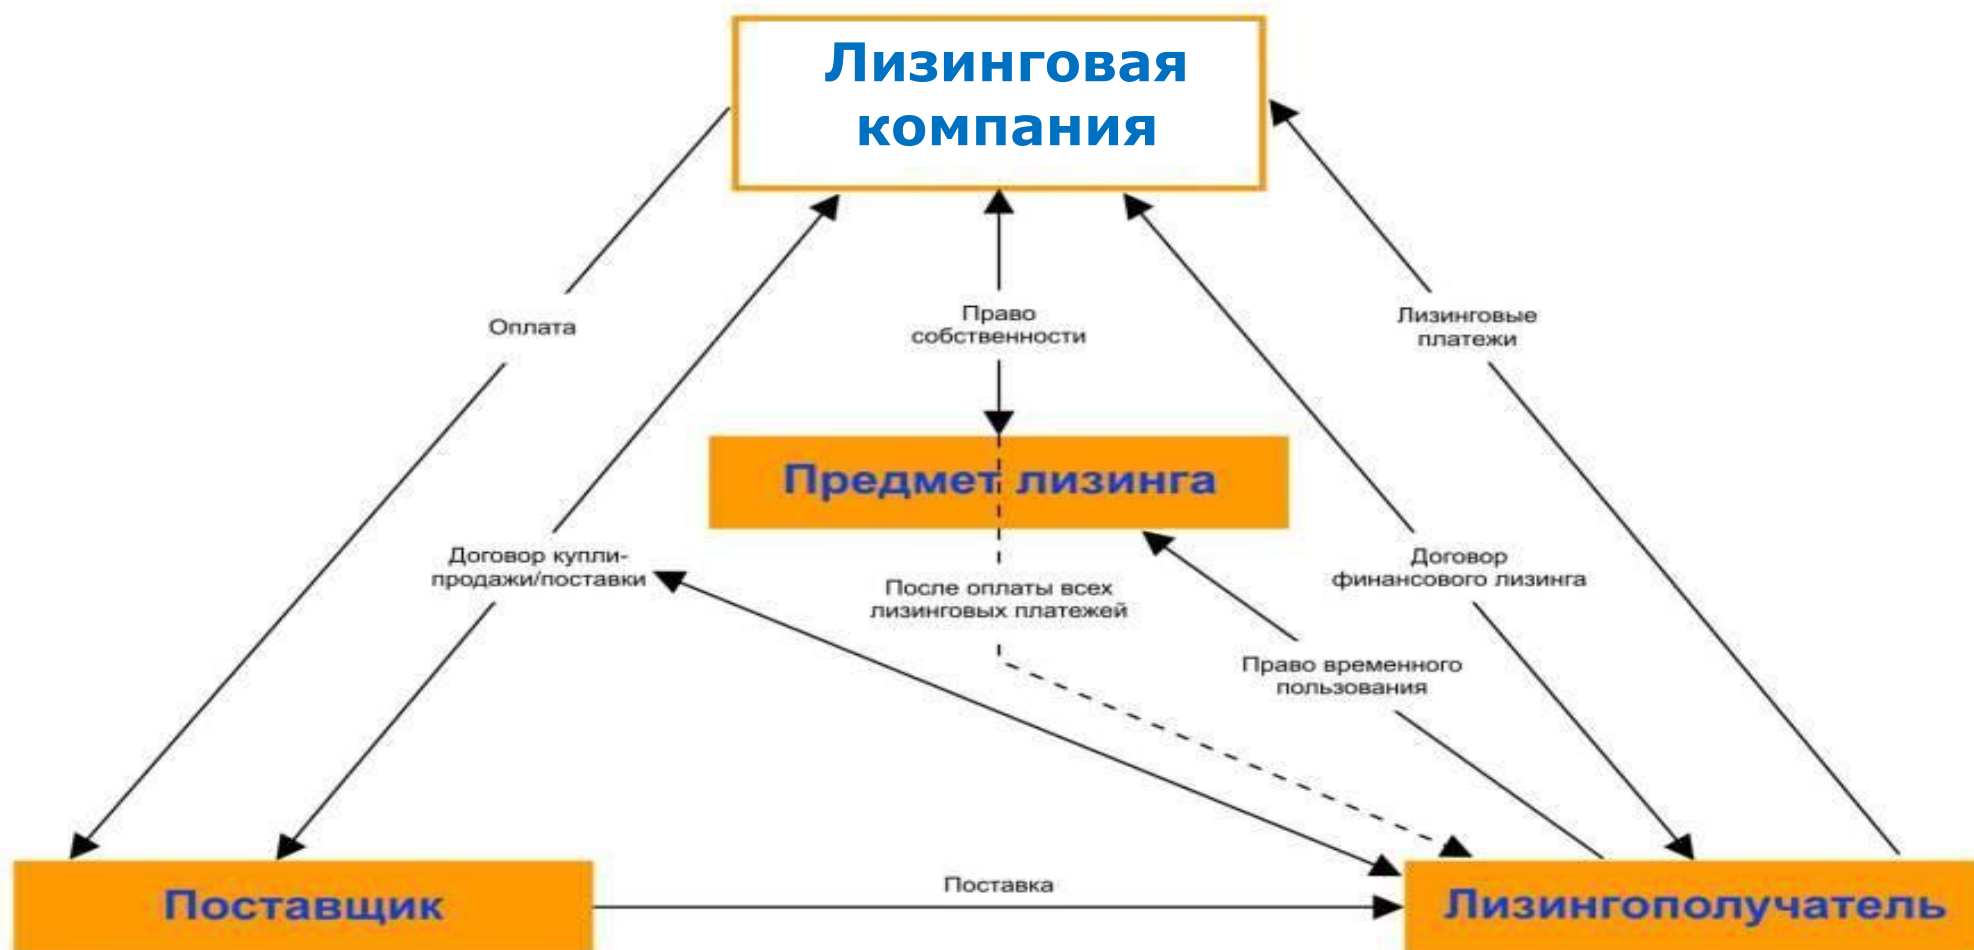 Лизинговая
компания
Оплата
Право
собственности
Лизинговые
платежи
Предмет лизинга
Договор купли-
продажи/поставки
После оплаты всех
лизинговых платежей
Договор
финансового лизинга
Право временного
пользования
Поставка
Поставщик
Лизингополучатель